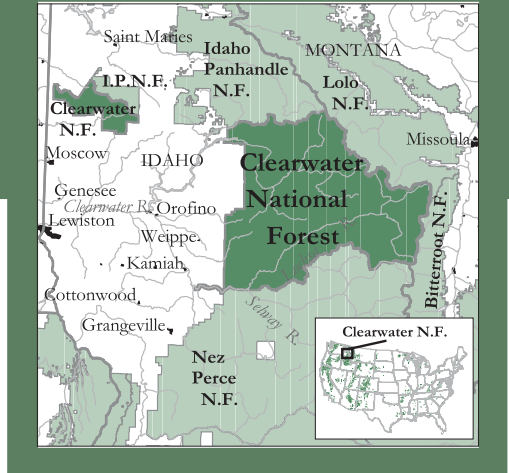 Saint Maries
Idaho
Panhandle
N.F.
MONTANA
I.P.N.F.
Lolo
N.F.
Clearwater
N.F.
Missoula
Moscow
IDAHO
Clearwater
National
Forest
Genesee
Clearwater R.
Orofino
Lewiston
Weippe
Bitterroot N.F.
Kamiah
Cottonwood
Selway R.
Grangeville
Nez
Perce
N.F.
Clearwater N.F.